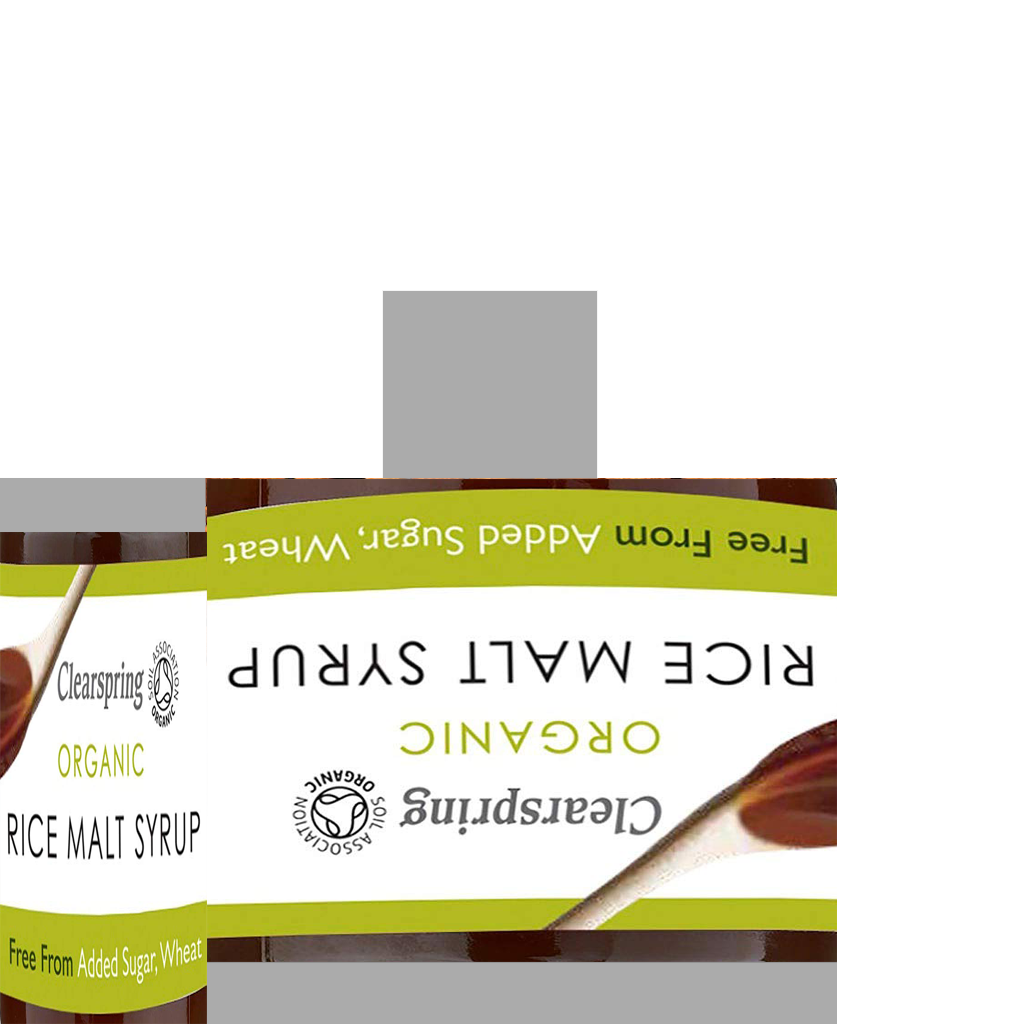 Clearspring
SOIL ASSOCIATION
ORGANIC
ORGANIC
RICE MALT SYRUP
Free From Added Sugar, Wheat
Clearspring
SOIL ASSOCIATION
ORGANIC
ORGANIC
RICE MALT SYRUP
Free From Added Sugar, Wheat